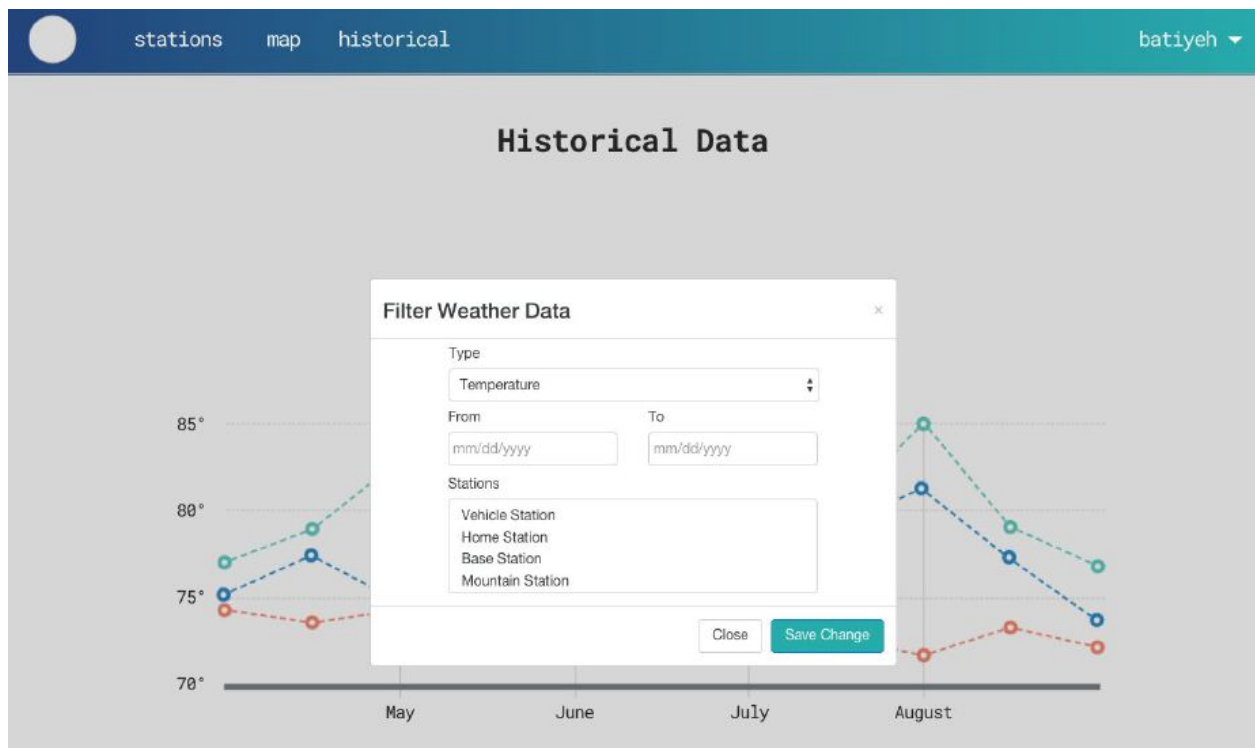 stations map historical batiyeh
Historical Data
Filter Weather Data ×
Type
Temperature
From To
mm/dd/yyyy mm/dd/yyyy
Stations
Vehicle Station
Home Station
Base Station
Mountain Station
Close Save Change
85°
80°
75°
70°
May June July August